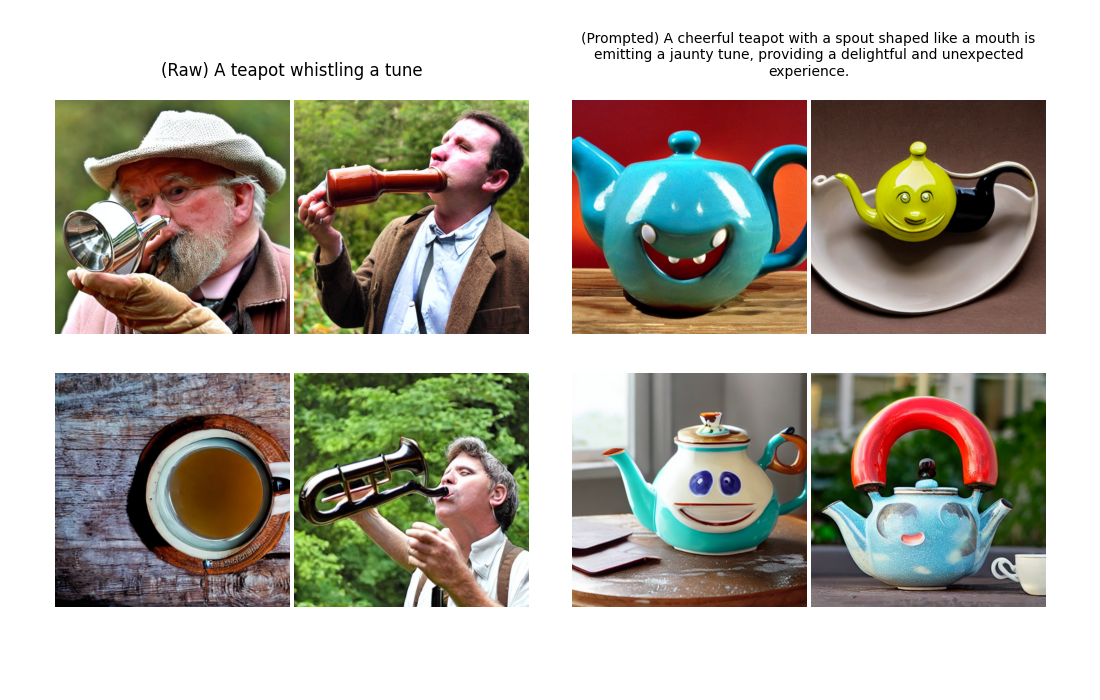 (Raw) A teapot whistling a tune
(Prompted) A cheerful teapot with a spout shaped like a mouth is
emitting a jaunty tune, providing a delightful and unexpected
experience.